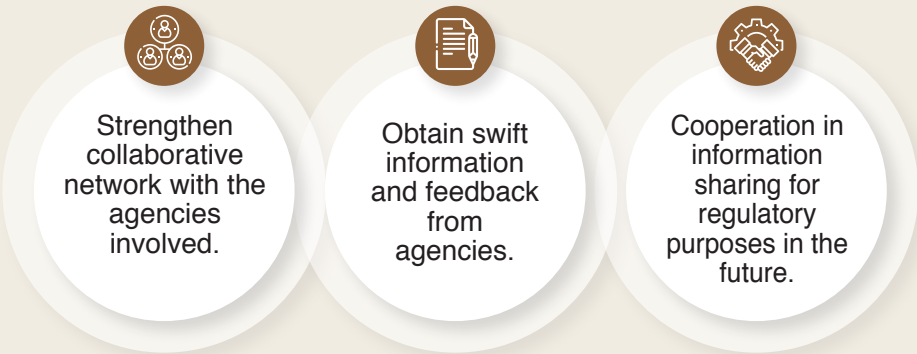 Strengthen
collaborative
network with the
agencies
involved.
Obtain swift
information
and feedback
from
agencies.
Cooperation in
information
sharing for
regulatory
purposes in the
future.